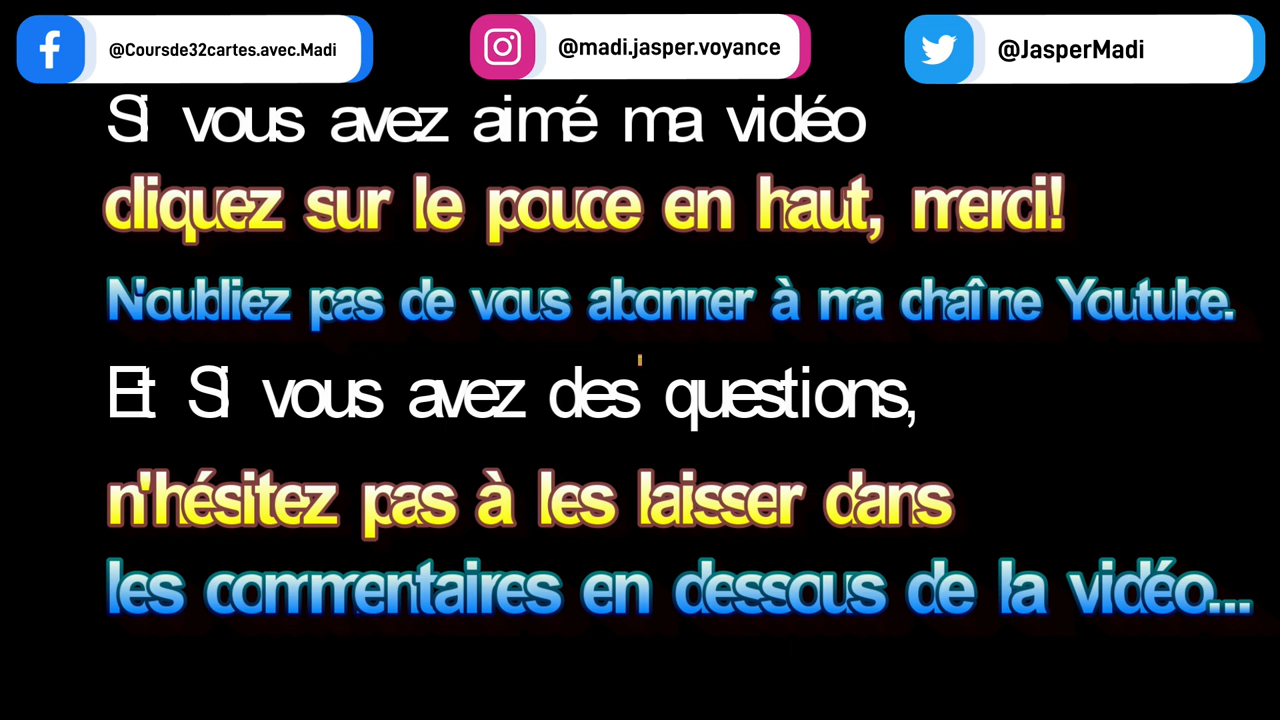 @Coursde32cartes.avec.Madi
@madi.jasper.voyance
@JasperMadi
Si vous avez aimé ma vidéo
cliquez sur le pouce en haut, merci!
N'oubliez pas de vous abonner à ma chaîne Youtube.
Et Si vous avez des questions,
n'hésitez pas à les laisser dans
les commentaires en dessous de la vidéo...